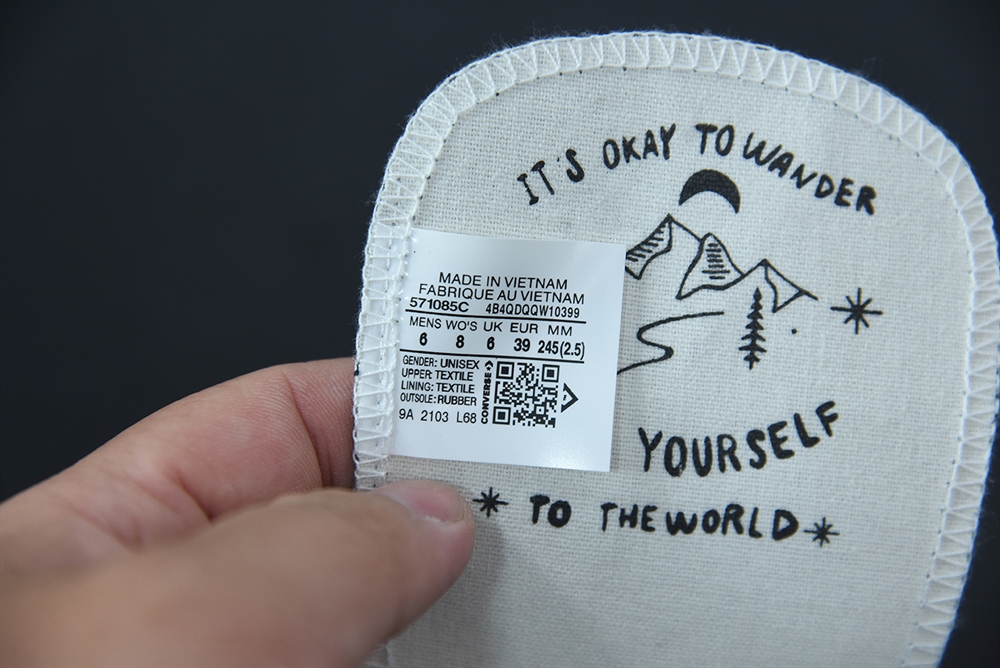 IT'S OKAY TO WANDER
MADE IN VIETNAM
FABRIQUE AU VIETNAM
571085C 4B4QDQQW10399
MENS WO'S UK EUR MM
6 8 6 39 245(2.5)
GENDER: UNISEX
UPPER: TEXTILE
LINING: TEXTILE
OUTSOLE: RUBBER
9A 2103 L68
CONVERSE
YOURSELF
TO THE WORLD